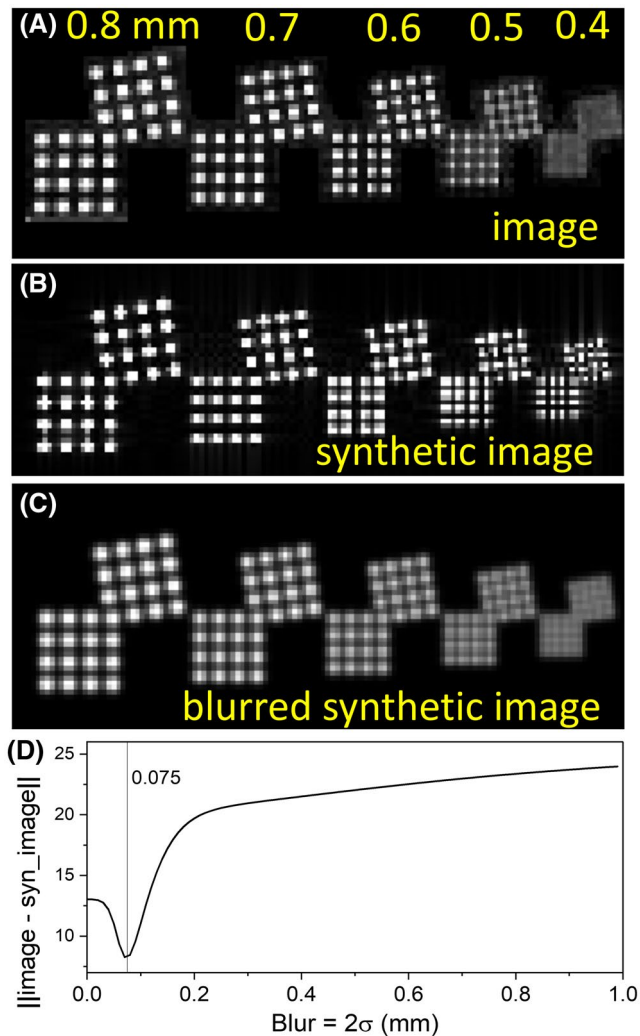 (A) 0.8 mm 0.7 0.6 0.5 0.4
image
(B)
synthetic image
(C)
blurred synthetic image
(D)
25
20
15
10
0.075
||image - syn_image||
0.0 0.2 0.4 0.6 0.8 1.0
Blur = 2σ (mm)